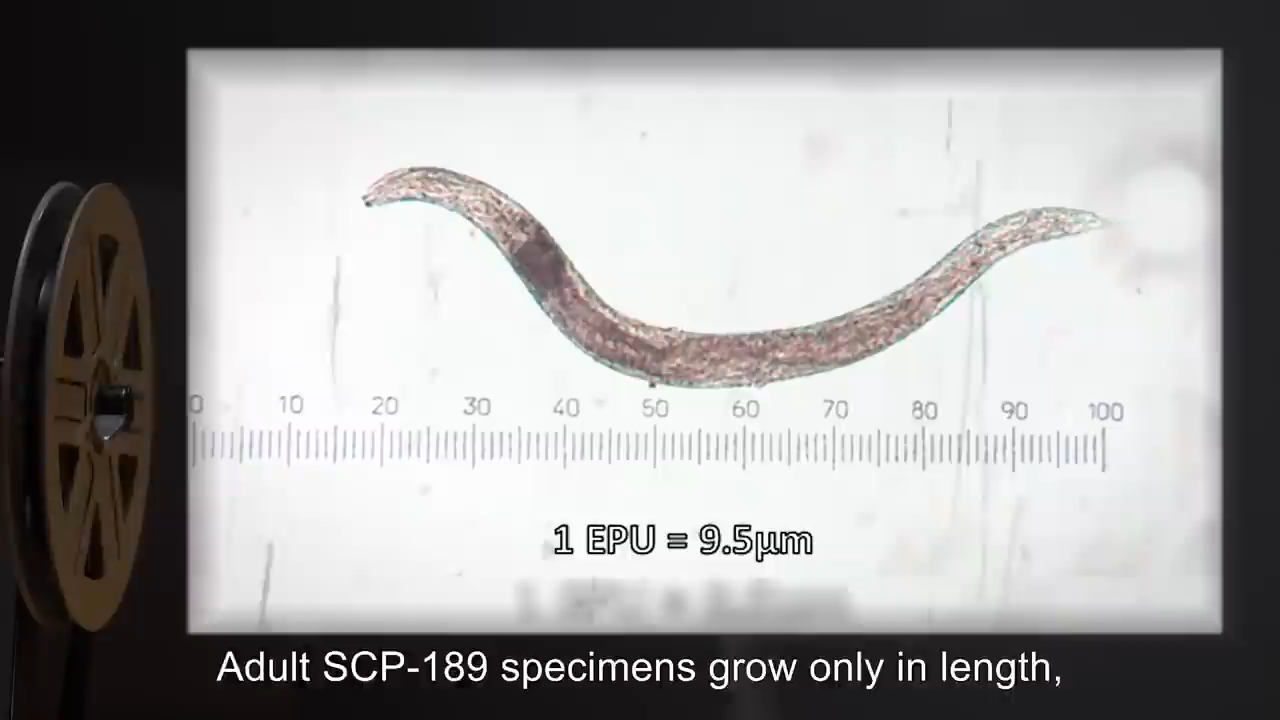 0 10 20 30 40 50 60 70 80 90 100
1 EPU = 9.5µm
Adult SCP-189 specimens grow only in length,